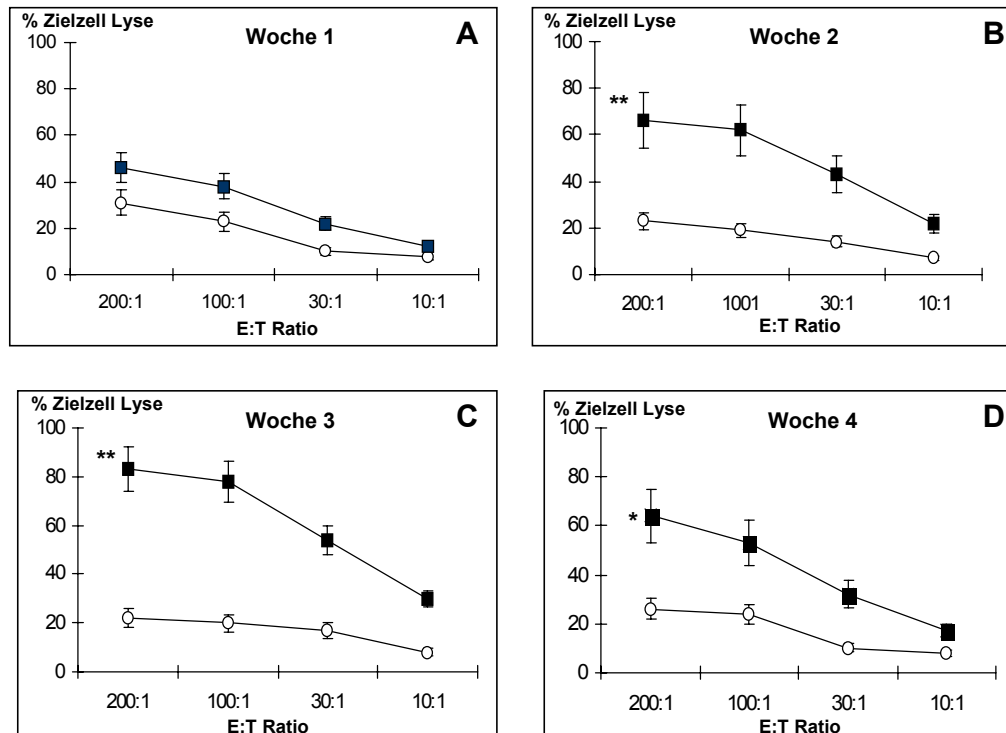 % Zielzell Lyse
Woche 1
A
100
80
60
40
20
0
200:1 100:1 30:1 10:1
E:T Ratio
% Zielzell Lyse
Woche 2
B
100
80
60
40
20
0
**
200:1 1001 30:1 10:1
E:T Ratio
% Zielzell Lyse
Woche 3
C
100
80
60
40
20
0
**
200:1 100:1 30:1 10:1
E:T Ratio
% Zielzell Lyse
Woche 4
D
100
80
60
40
20
0
*
200:1 100:1 30:1 10:1
E:T Ratio